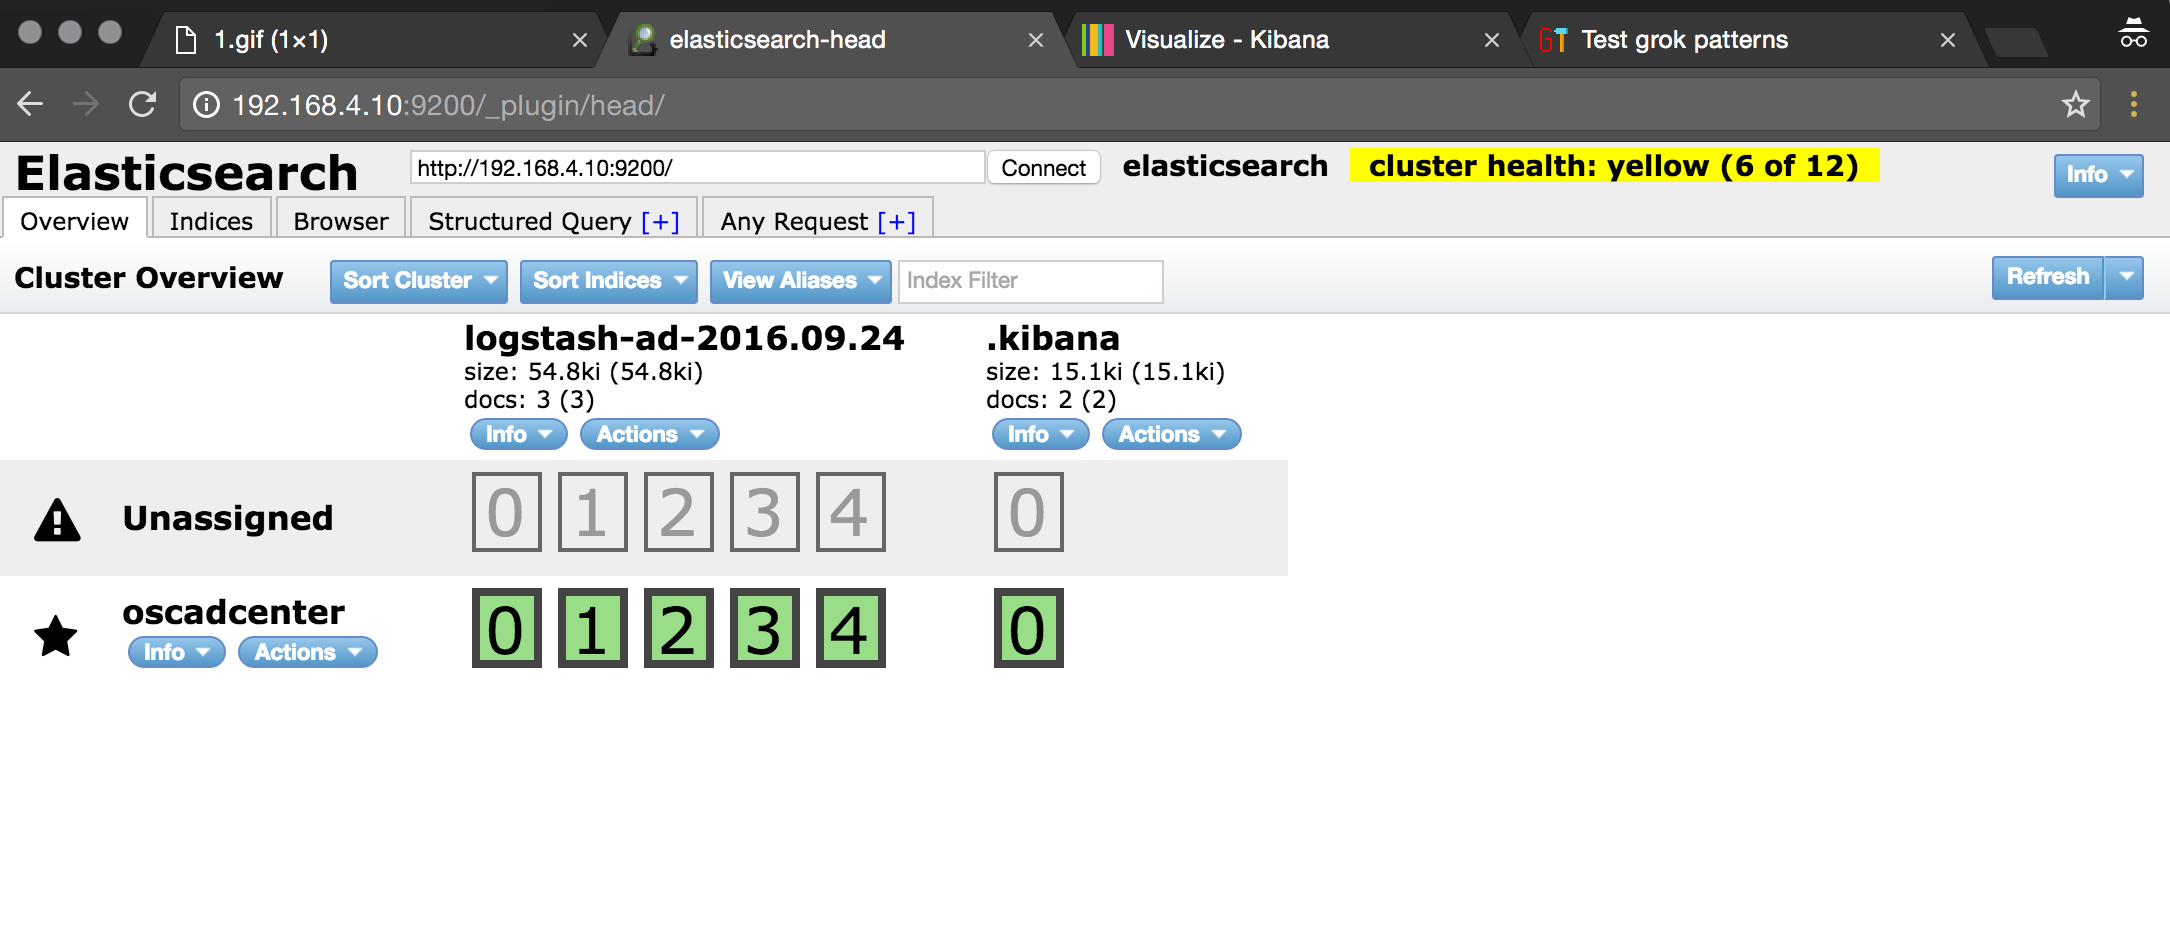 1.gif (1×1)
elasticsearch-head
Visualize - Kibana
GT Test grok patterns
192.168.4.10:9200/_plugin/head/
Elasticsearch
http://192.168.4.10:9200/
Connect
elasticsearch
cluster health: yellow (6 of 12)
Info
Overview
Indices
Browser
Structured Query [+]
Any Request [+]
Cluster Overview
Sort Cluster
Sort Indices
View Aliases
Index Filter
Refresh
logstash-ad-2016.09.24
size: 54.8ki (54.8ki)
docs: 3 (3)
Info
Actions
.kibana
size: 15.1ki (15.1ki)
docs: 2 (2)
Info
Actions
Unassigned
0 1 2 3 4
0
oscadcenter
Info
Actions
0 1 2 3 4
0